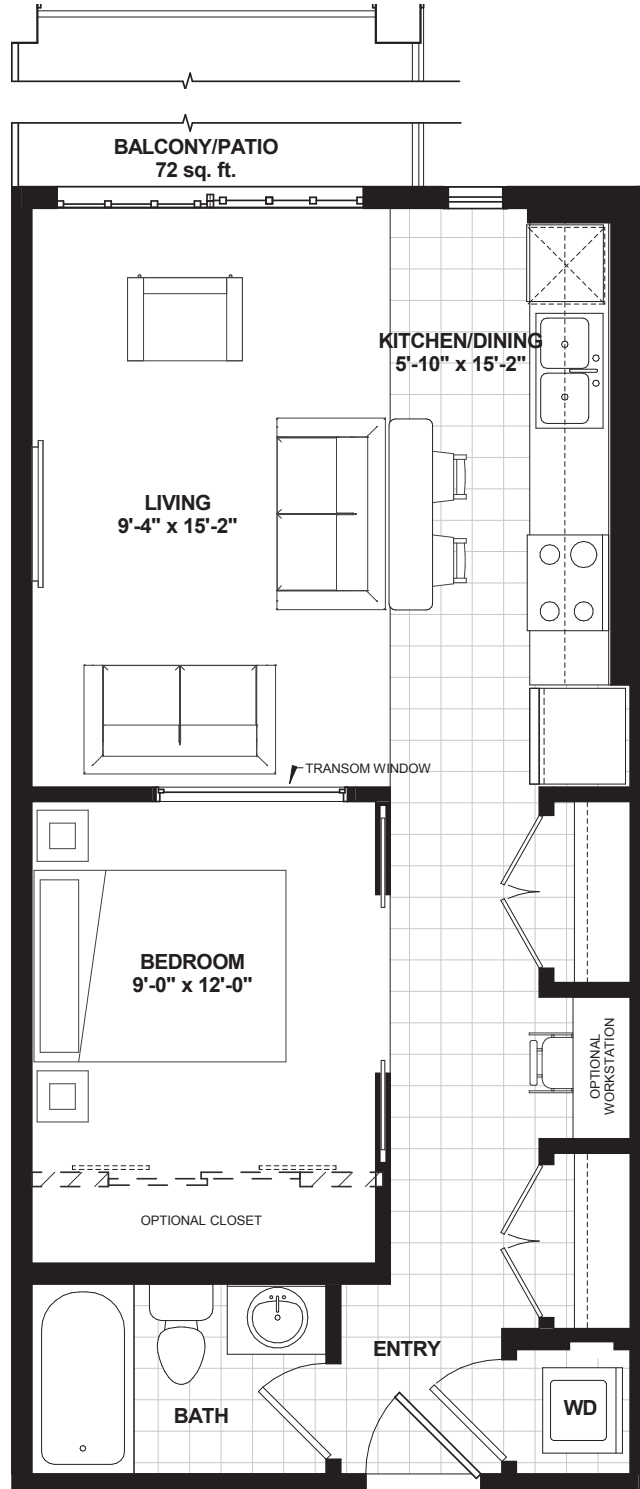 BALCONY/PATIO
72 sq. ft.
KITCHEN/DINING
5'-10" x 15'-2"
LIVING
9'-4" x 15'-2"
TRANSOM WINDOW
BEDROOM
9'-0" x 12'-0"
OPTIONAL
WORKSTATION
OPTIONAL CLOSET
ENTRY
BATH
WD